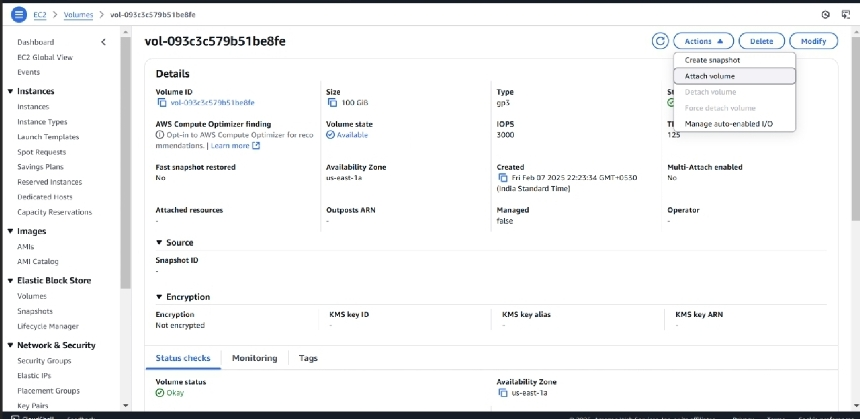 EC2 > Volumes > vol-093c3c579b51be8fe
Dashboard
EC2 Global View
Events
Instances
Instances
Instance Types
Launch Templates
Spot Requests
Savings Plans
Reserved Instances
Dedicated Hosts
Capacity Reservations
Images
AMIs
AMI Catalog
Elastic Block Store
Volumes
Snapshots
Lifecycle Manager
Network & Security
Security Groups
Elastic IPs
Placement Groups
Key Pairs
vol-093c3c579b51be8fe
Actions Delete Modify
Create snapshot
Attach volume
Detach volume
Force detach volume
Manage auto-enabled I/O
Details
Volume ID
vol-093c3c579b51be8fe
Size
100 GiB
Type
gp3
AWS Compute Optimizer finding
Opt-in to AWS Compute Optimizer for reco
mmendations. | Learn more
Volume state
Available
IOPS
3000
125
Fast snapshot restored
No
Availability Zone
us-east-1a
Created
Fri Feb 07 2025 22:23:34 GMT+0530
(India Standard Time)
Multi-Attach enabled
No
Attached resources
-
Outposts ARN
-
Managed
false
Operator
-
Source
Snapshot ID
-
Encryption
Encryption
Not encrypted
KMS key ID
-
KMS key alias
-
KMS key ARN
-
Status checks Monitoring Tags
Volume status
Okay
Availability Zone
us-east-1a